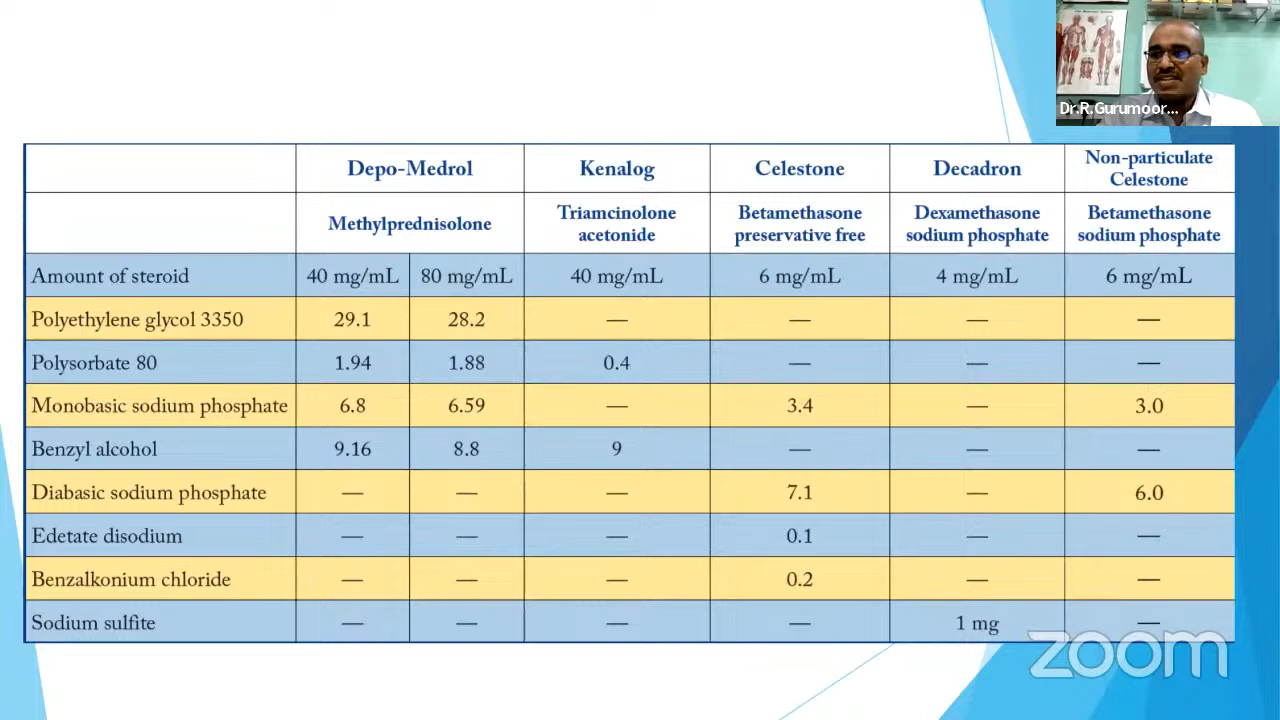 Dr.R.Gurumoor...
Depo-Medrol Kenalog Celestone Decadron Non-particulate Celestone
Methylprednisolone Triamcinolone acetonide Betamethasone preservative free Dexamethasone sodium phosphate Betamethasone sodium phosphate
Amount of steroid 40 mg/mL 80 mg/mL 40 mg/mL 6 mg/mL 4 mg/mL 6 mg/mL
Polyethylene glycol 3350 29.1 28.2 — — — —
Polysorbate 80 1.94 1.88 0.4 — — —
Monobasic sodium phosphate 6.8 6.59 — 3.4 — 3.0
Benzyl alcohol 9.16 8.8 9 — — —
Diabasic sodium phosphate — — — 7.1 — 6.0
Edetate disodium — — — 0.1 — —
Benzalkonium chloride — — — 0.2 — —
Sodium sulfite — — — — 1 mg —
zoom